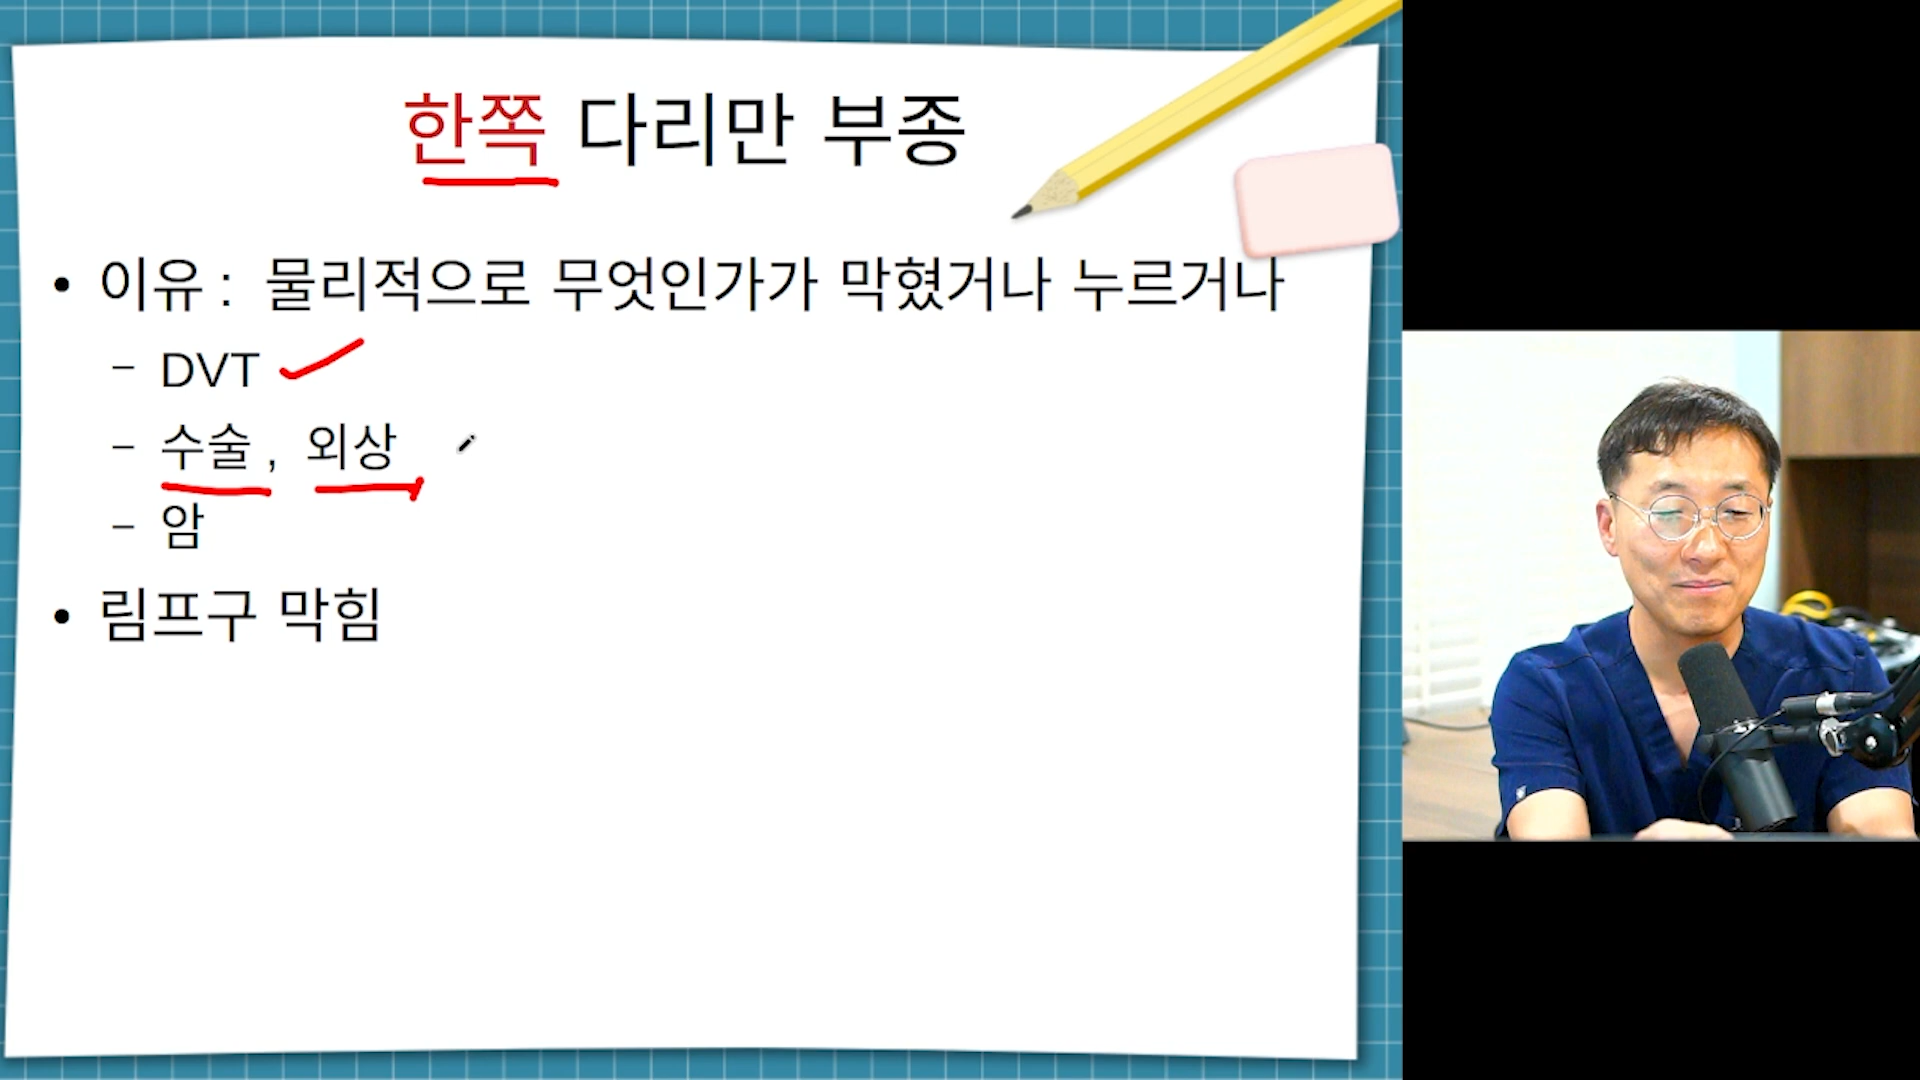 한쪽 다리만 부종
• 이유 : 물리적으로 무엇인가가 막혔거나 누르거나
– DVT
– 수술 , 외상
– 암
• 림프구 막힘